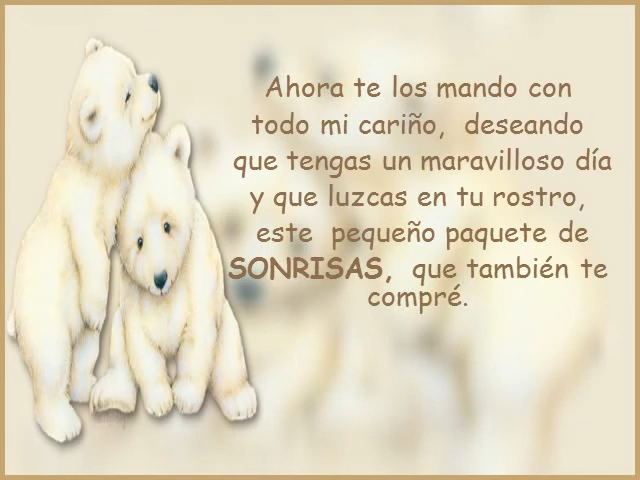 Ahora te los mando con
todo mi cariño, deseando
que tengas un maravilloso día
y que luzcas en tu rostro,
este pequeño paquete de
SONRISAS, que también te
compré.